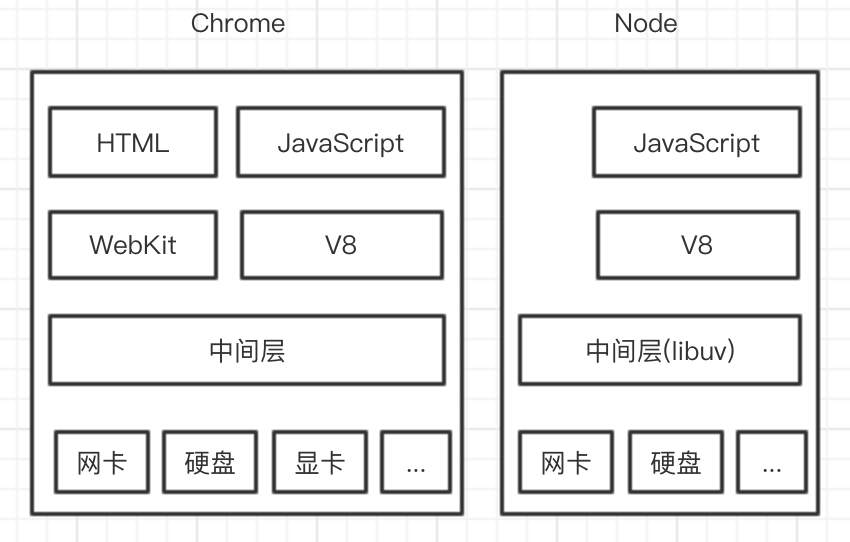 Chrome
Node
HTML
JavaScript
JavaScript
WebKit
V8
V8
中间层
中间层(libuv)
网卡
硬盘
显卡
...
网卡
硬盘
...